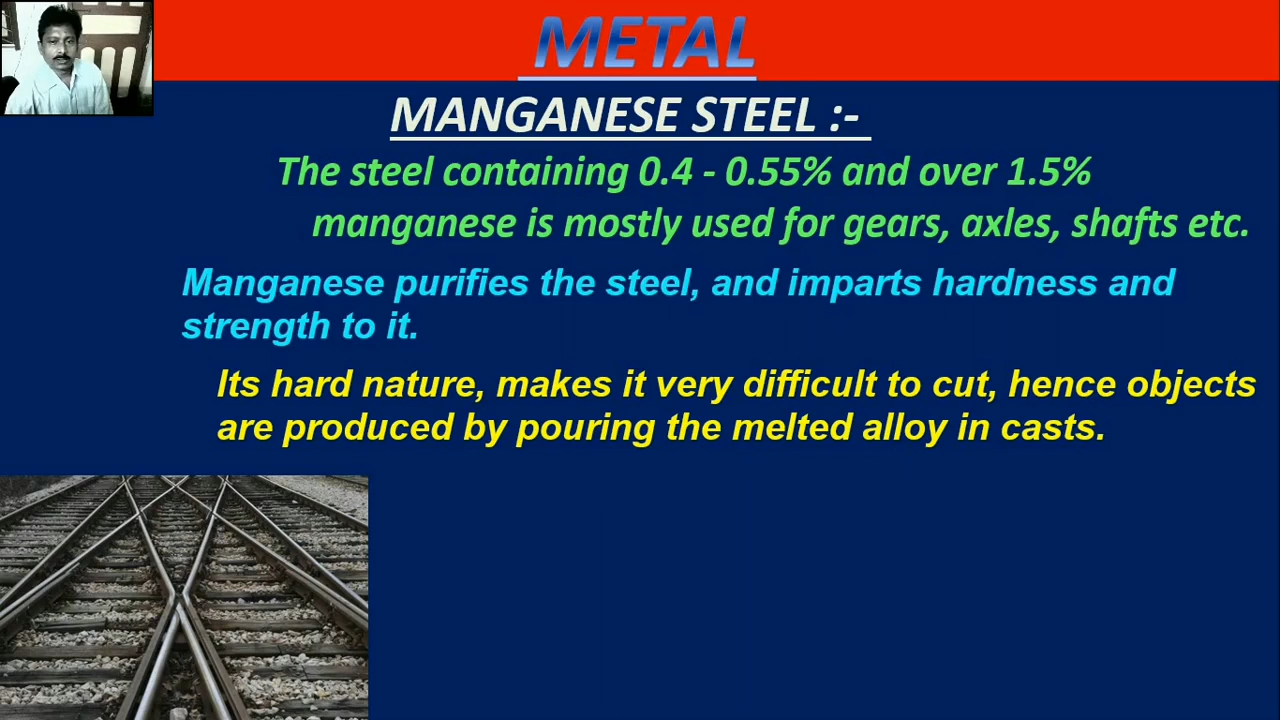 METAL
MANGANESE STEEL :-
The steel containing 0.4 - 0.55% and over 1.5%
manganese is mostly used for gears, axles, shafts etc.
Manganese purifies the steel, and imparts hardness and
strength to it.
Its hard nature, makes it very difficult to cut, hence objects
are produced by pouring the melted alloy in casts.